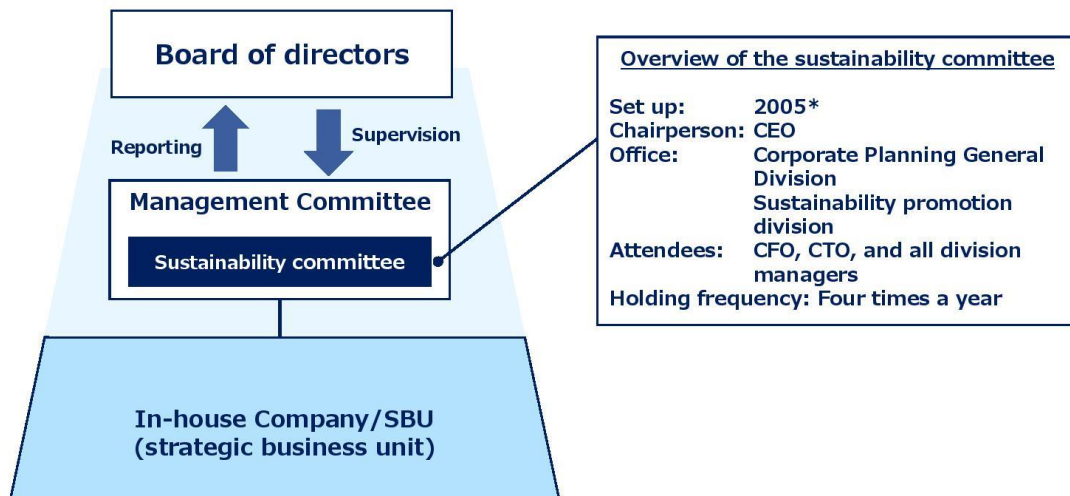 Board of directors
Reporting
Supervision
Management Committee
Sustainability committee
In-house Company/SBU
(strategic business unit)
Overview of the sustainability committee
Set up: 2005*
Chairperson: CEO
Office: Corporate Planning General
Division
Sustainability promotion
division
Attendees: CFO, CTO, and all division
managers
Holding frequency: Four times a year